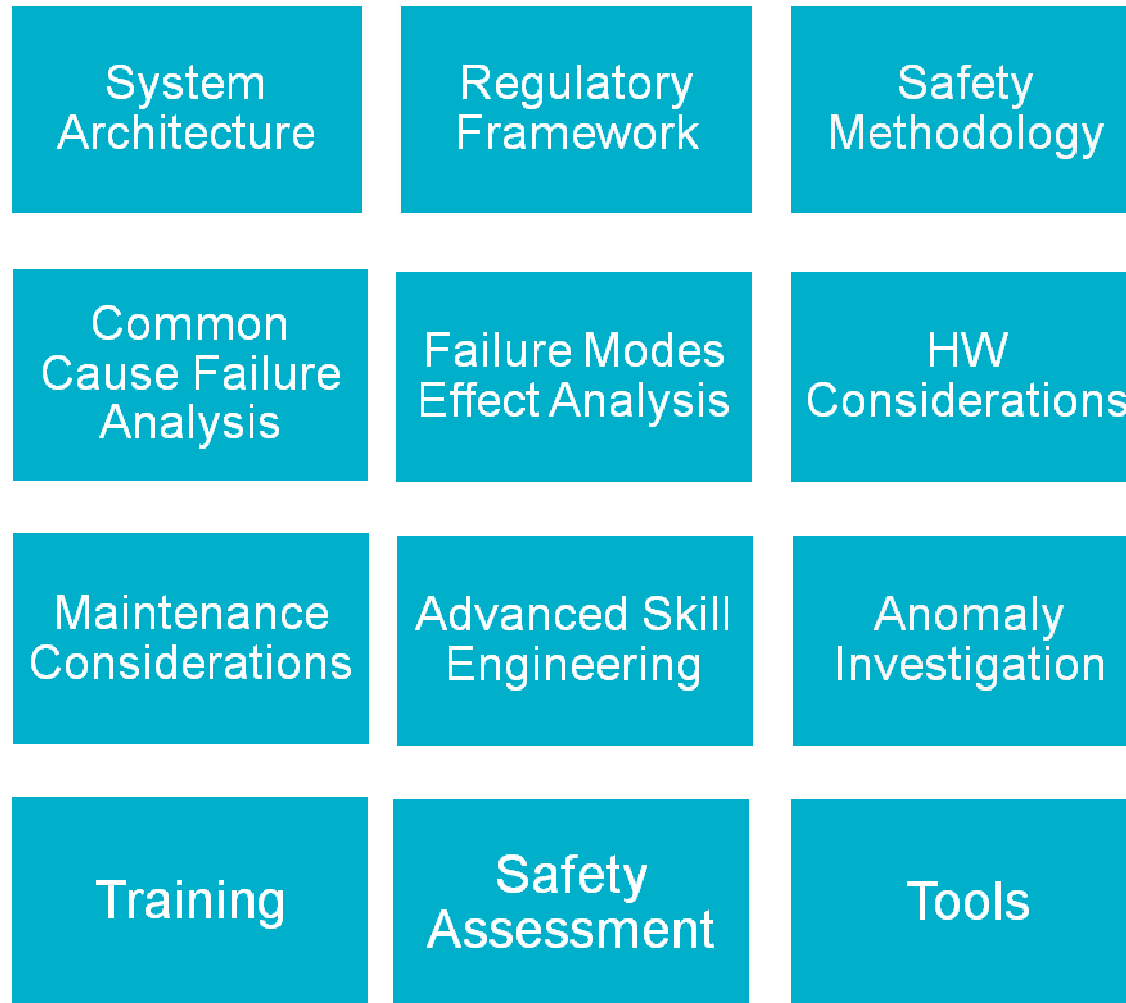 System
Architecture
Regulatory
Framework
Safety
Methodology
Common
Cause Failure
Analysis
Failure Modes
Effect Analysis
HW
Considerations
Maintenance
Considerations
Advanced Skill
Engineering
Anomaly
Investigation
Training
Safety
Assessment
Tools